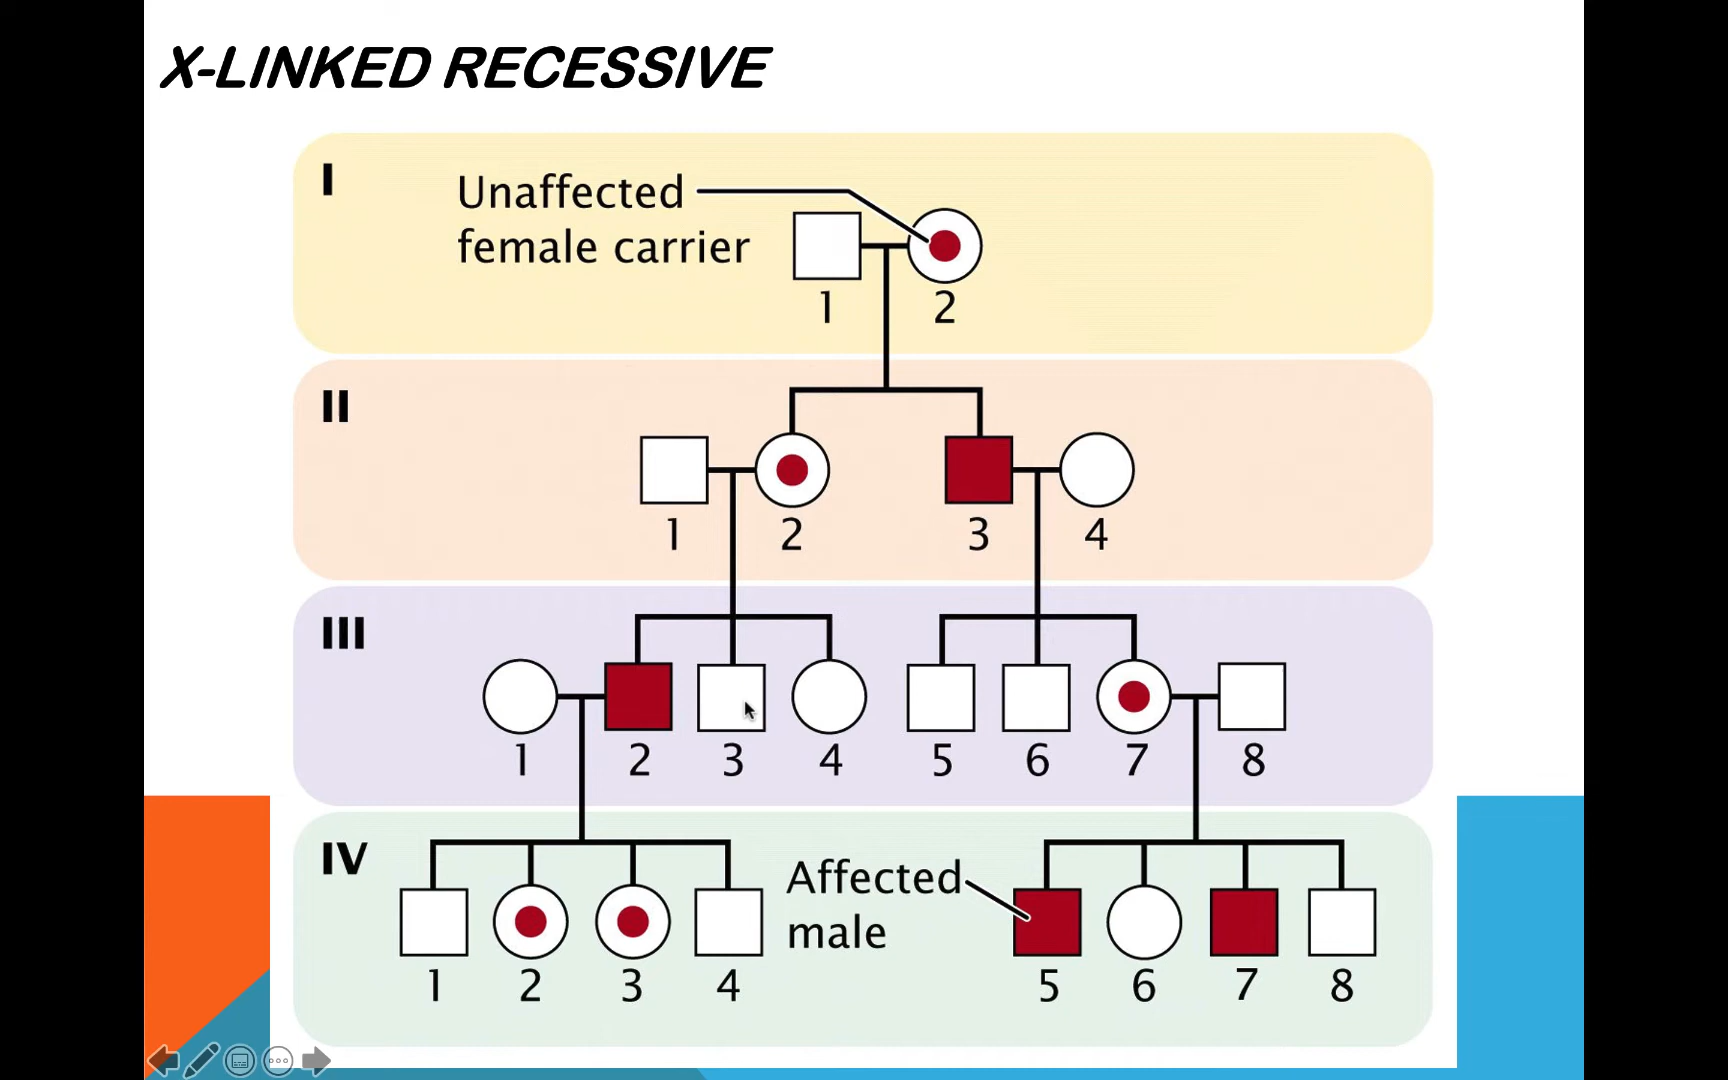 X-LINKED RECESSIVE
I
Unaffected
female carrier
1 2
II
1 2 3 4
III
1 2 3 4 5 6 7 8
IV
Affected
male
1 2 3 4 5 6 7 8